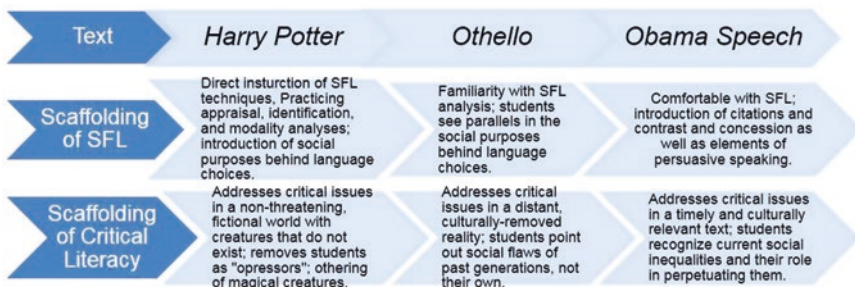 Text
Harry Potter
Othello
Obama Speech
Scaffolding
of SFL
Direct insturction of SFL
techniques, Practicing
appraisal, identification,
and modality analyses;
introduction of social
purposes behind language
choices.
Familiarity with SFL
analysis; students
see parallels in the
social purposes
behind language
choices.
Comfortable with SFL;
introduction of citations and
contrast and concession as
well as elements of
persuasive speaking.
Scaffolding
of Critical
Literacy
Addresses critical issues
in a non-threatening,
fictional world with
creatures that do not
exist; removes students
as "opressors"; othering
of magical creatures.
Addresses critical
issues in a distant,
culturally-removed
reality; students point
out social flaws of
past generations, not
their own.
Addresses critical issues
in a timely and culturally
relevant text; students
recognize current social
inequalities and their role
in perpetuating them.